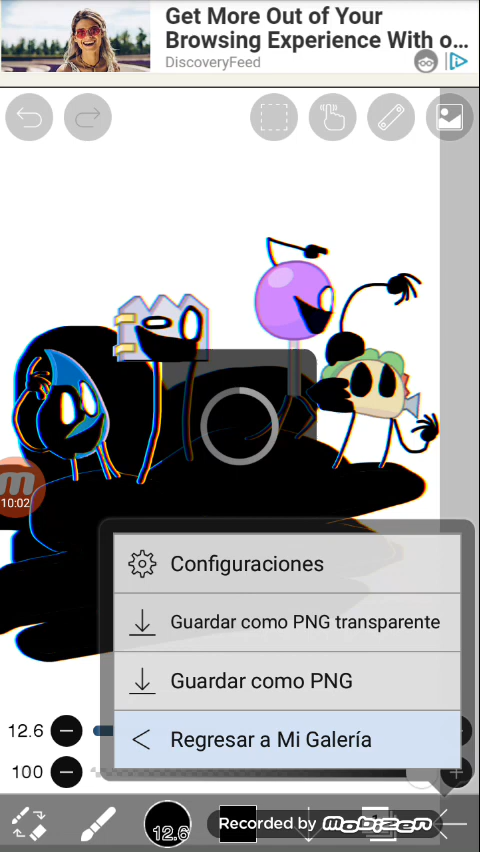 Get More Out of Your
Browsing Experience With o...
DiscoveryFeed
10:02
Configuraciones
Guardar como PNG transparente
Guardar como PNG
12.6
Regresar a Mi Galería
100
12.6
Recorded by mobizen